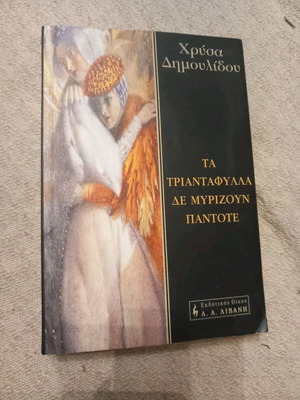 Χρύσα
Δημουλίδου
ΤΑ
ΤΡΙΑΝΤΑΦΥΛΛΑ
ΔΕ ΜΥΡΙΖΟΥΝ
ΠΑΝΤΟΤΕ
Εκδοτικός Οίκος
Α. Α. ΛΙΒΑΝΗ